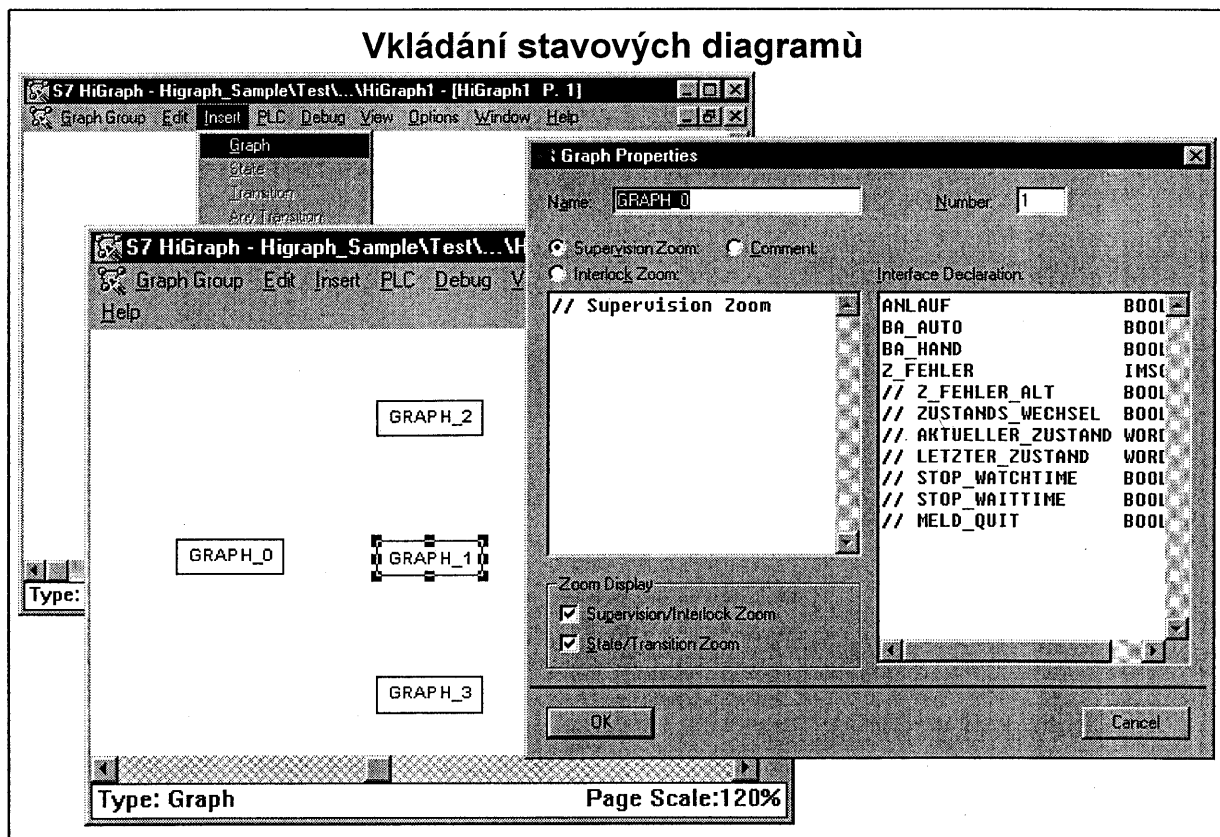 Vkládání stavových diagramù
S7 HiGraph - Higraph_Sample\Test\...\HiGraph1 - [HiGraph1 P. 1]
Graph Group Edit Insert PLC Debug View Options Window Help
Graph
State
Transition
Any Transition
Type:
S7 HiGraph - Higraph_Sample\Test\...\H
Graph Group Edit Insert PLC Debug V
Help
GRAPH_2
GRAPH_0
GRAPH_1
GRAPH_3
Type: Graph Page Scale:120%
Graph Properties
Name: GRAPH_0 Number: 1
Supervision Zoom: Comment:
Interlock Zoom: Interface Declaration:
// Supervision Zoom
ANLAUF BOOL
BA_AUTO BOOL
BA_HAND BOOL
Z_FEHLER IMS
// Z_FEHLER_ALT BOOL
// ZUSTANDS_WECHSEL BOOL
// AKTUELLER_ZUSTAND WORD
// LETZTER_ZUSTAND WORD
// STOP_WATCHTIME BOOL
// STOP_WAITTIME BOOL
// MELD_QUIT BOOL
Zoom Display
Supervision/Interlock Zoom
State/Transition Zoom
OK Cancel